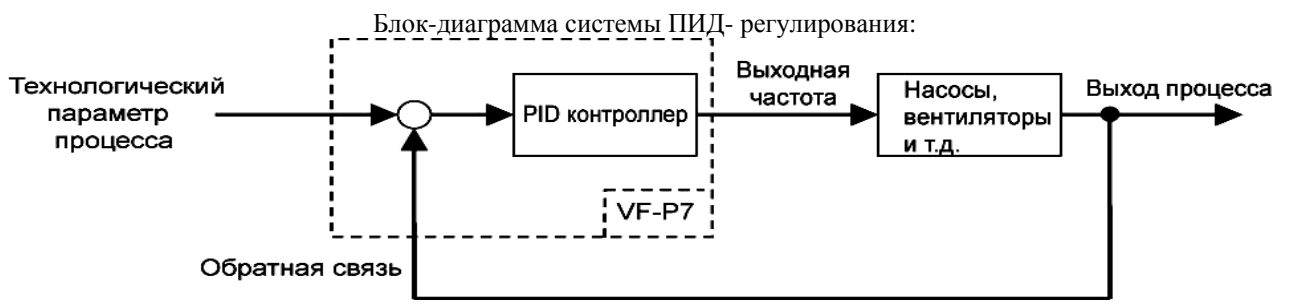 Блок-диаграмма системы ПИД- регулирования:
Технологический
параметр
процесса
PID контроллер
Выходная
частота
Насосы,
вентиляторы
и т.д.
Выход процесса
VF-P7
Обратная связь